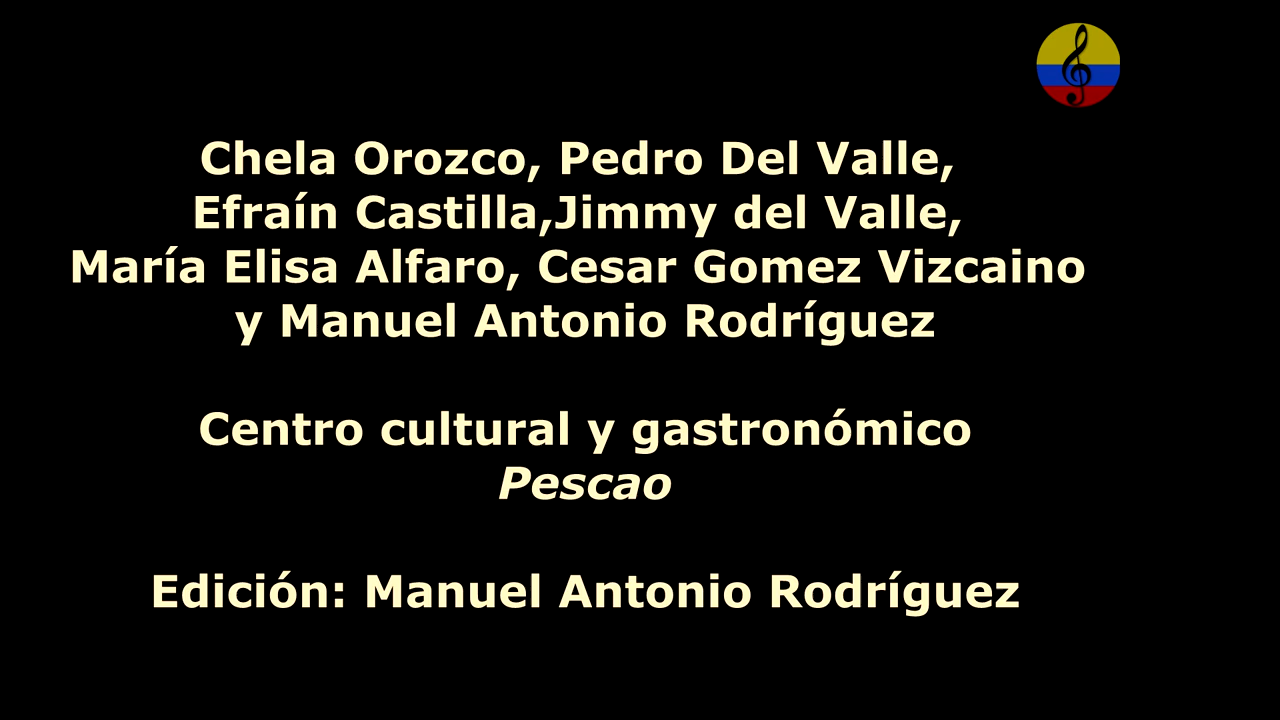 Chela Orozco, Pedro Del Valle,
Efraín Castilla,Jimmy del Valle,
María Elisa Alfaro, Cesar Gomez Vizcaino
y Manuel Antonio Rodríguez
Centro cultural y gastronómico
Pescao
Edición: Manuel Antonio Rodríguez